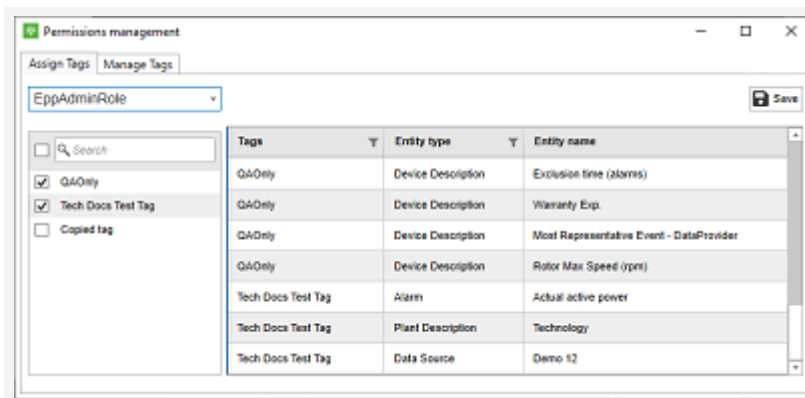 Permissions management
Assign Tags Manage Tags
EppAdminRole
Save
Search
QAOnly
Tech Docs Test Tag
Copied tag
Tags Entity type Entity name
QAOnly Device Description Exclusion time (alarms)
QAOnly Device Description Warranty Exp.
QAOnly Device Description Most Representative Event - DataProvider
QAOnly Device Description Rotor Max Speed (rpm)
Tech Docs Test Tag Alarm Actual active power
Tech Docs Test Tag Plant Description Technology
Tech Docs Test Tag Data Source Demo 12